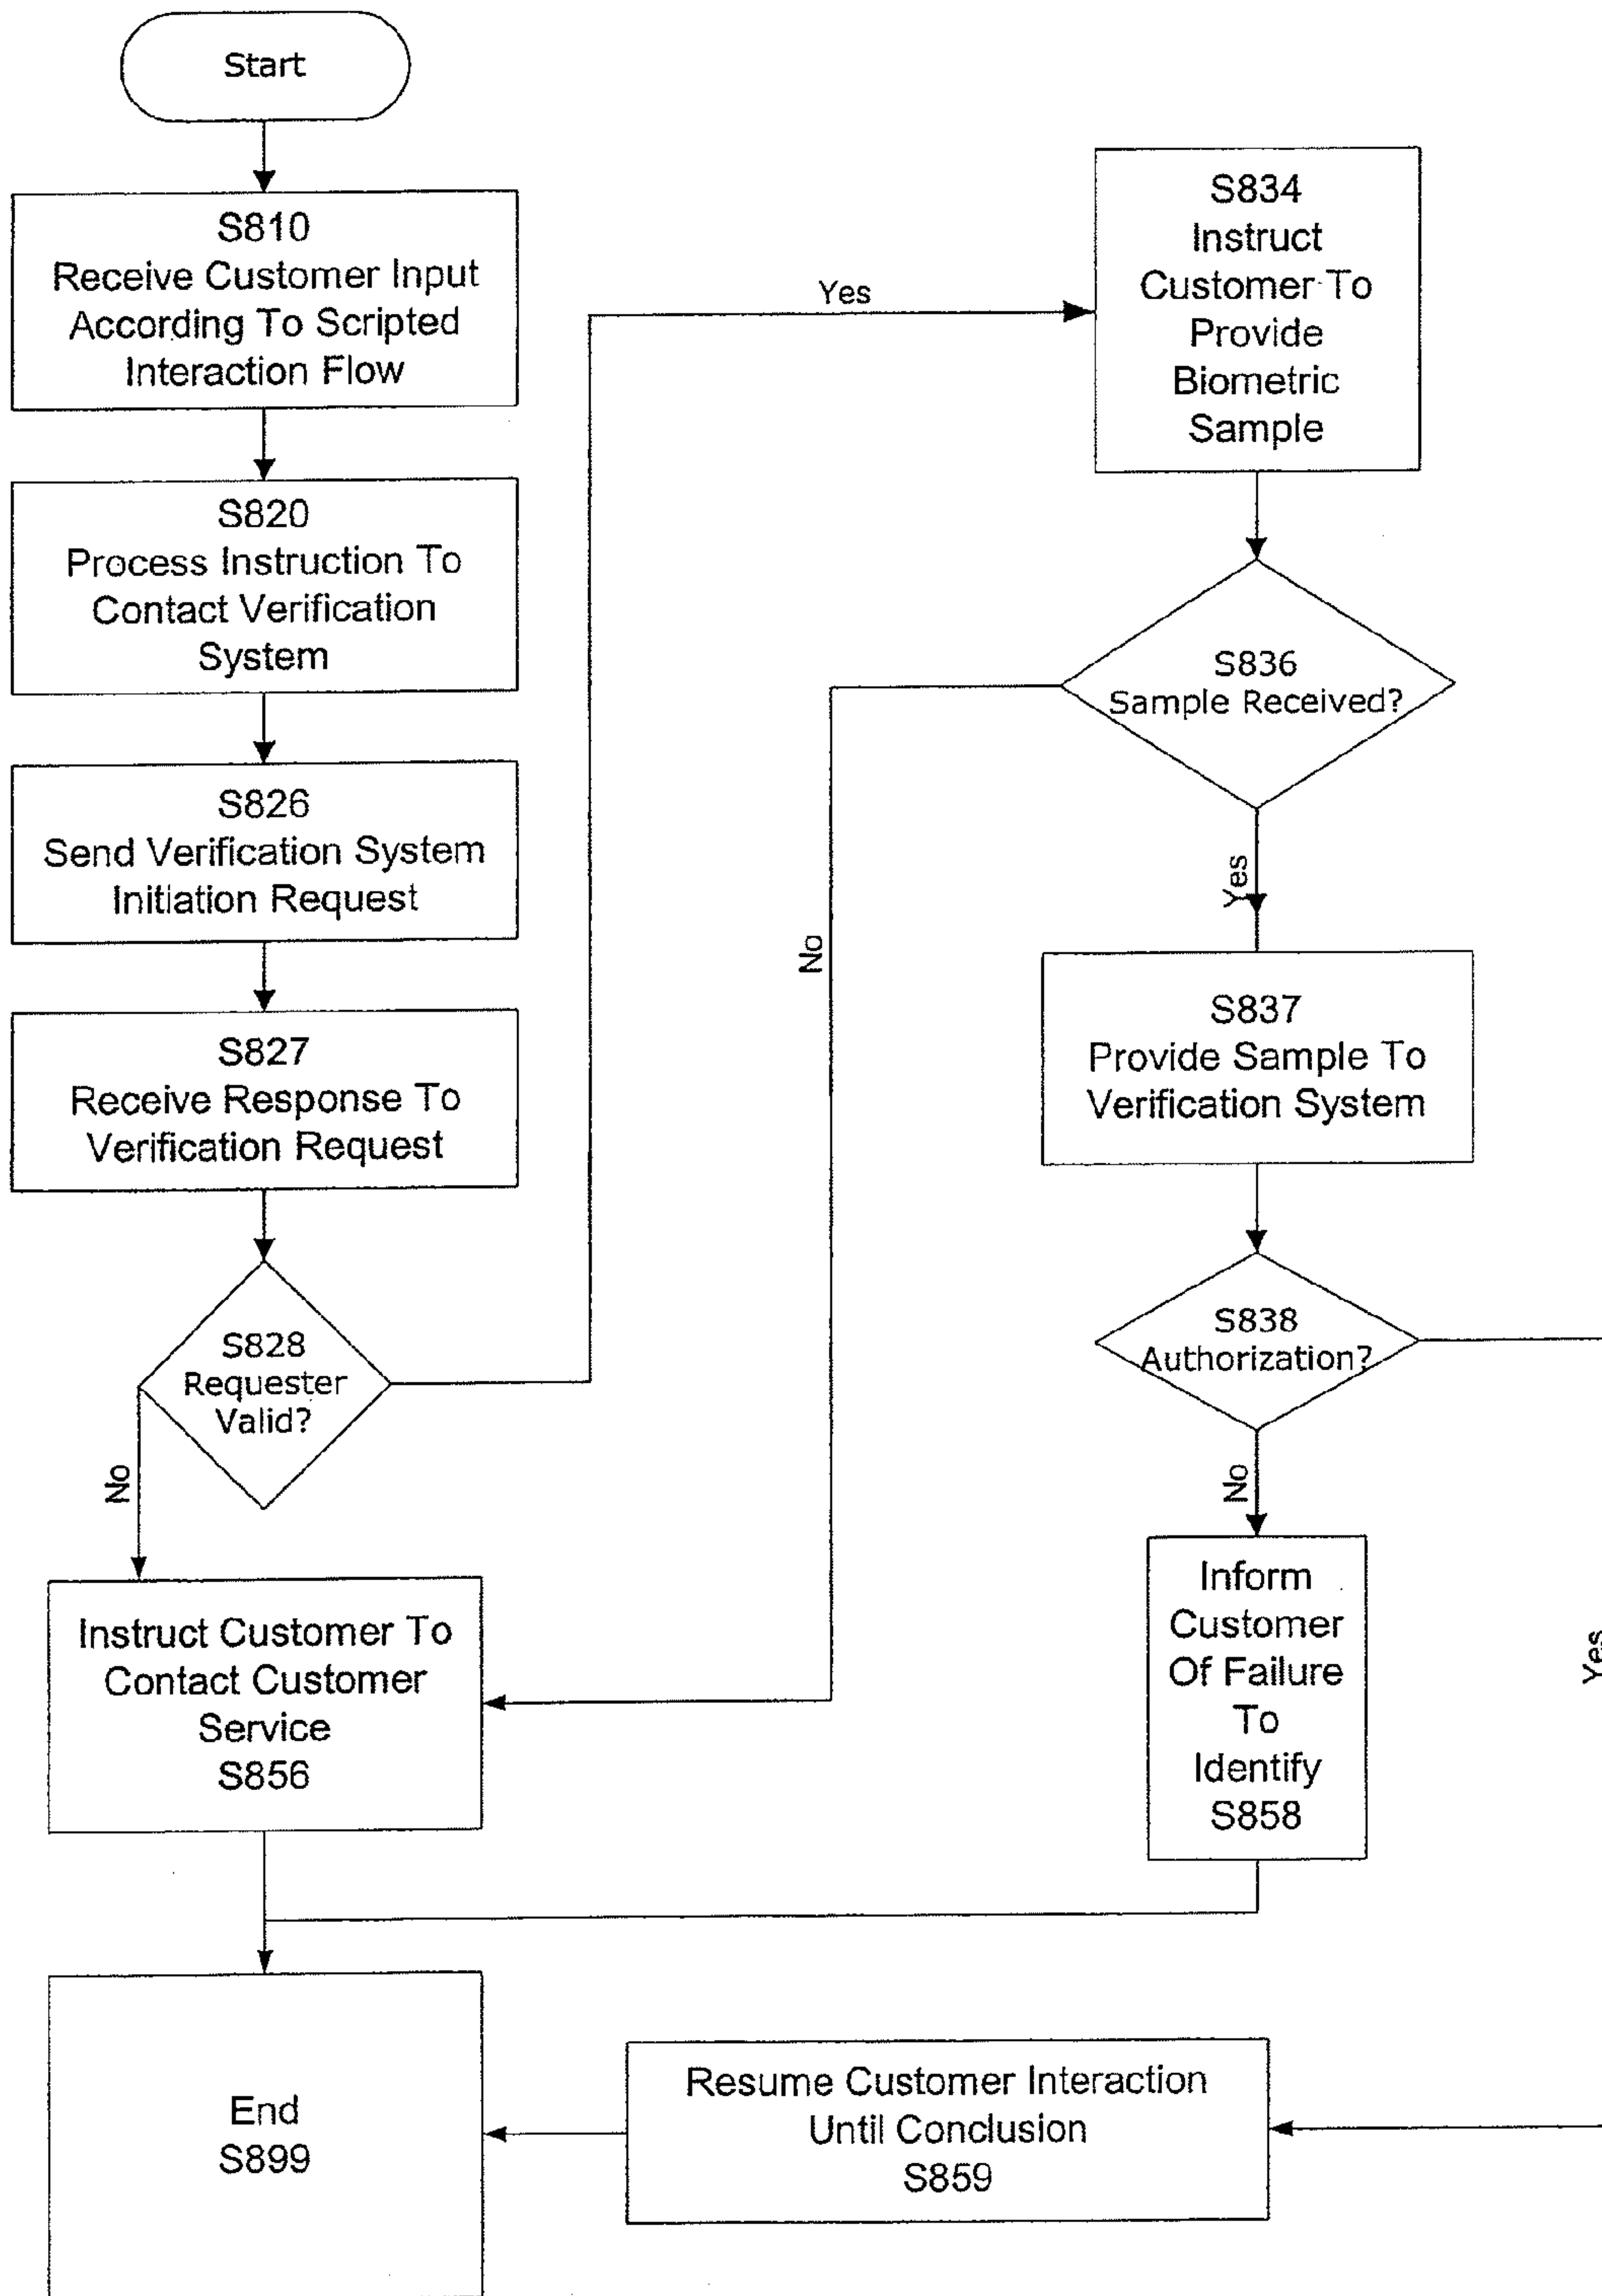 Start
S810
Receive Customer Input
According To Scripted
Interaction Flow
S820
Process Instruction To
Contact Verification
System
S826
Send Verification System
Initiation Request
S827
Receive Response To
Verification Request
S828
Requester
Valid?
No
Yes
Instruct Customer To
Contact Customer
Service
S856
S834
Instruct
Customer To
Provide
Biometric
Sample
S836
Sample Received?
No
Yes
S837
Provide Sample To
Verification System
S838
Authorization?
No
Yes
Inform
Customer
Of Failure
To
Identify
S858
Resume Customer Interaction
Until Conclusion
S859
End
S899